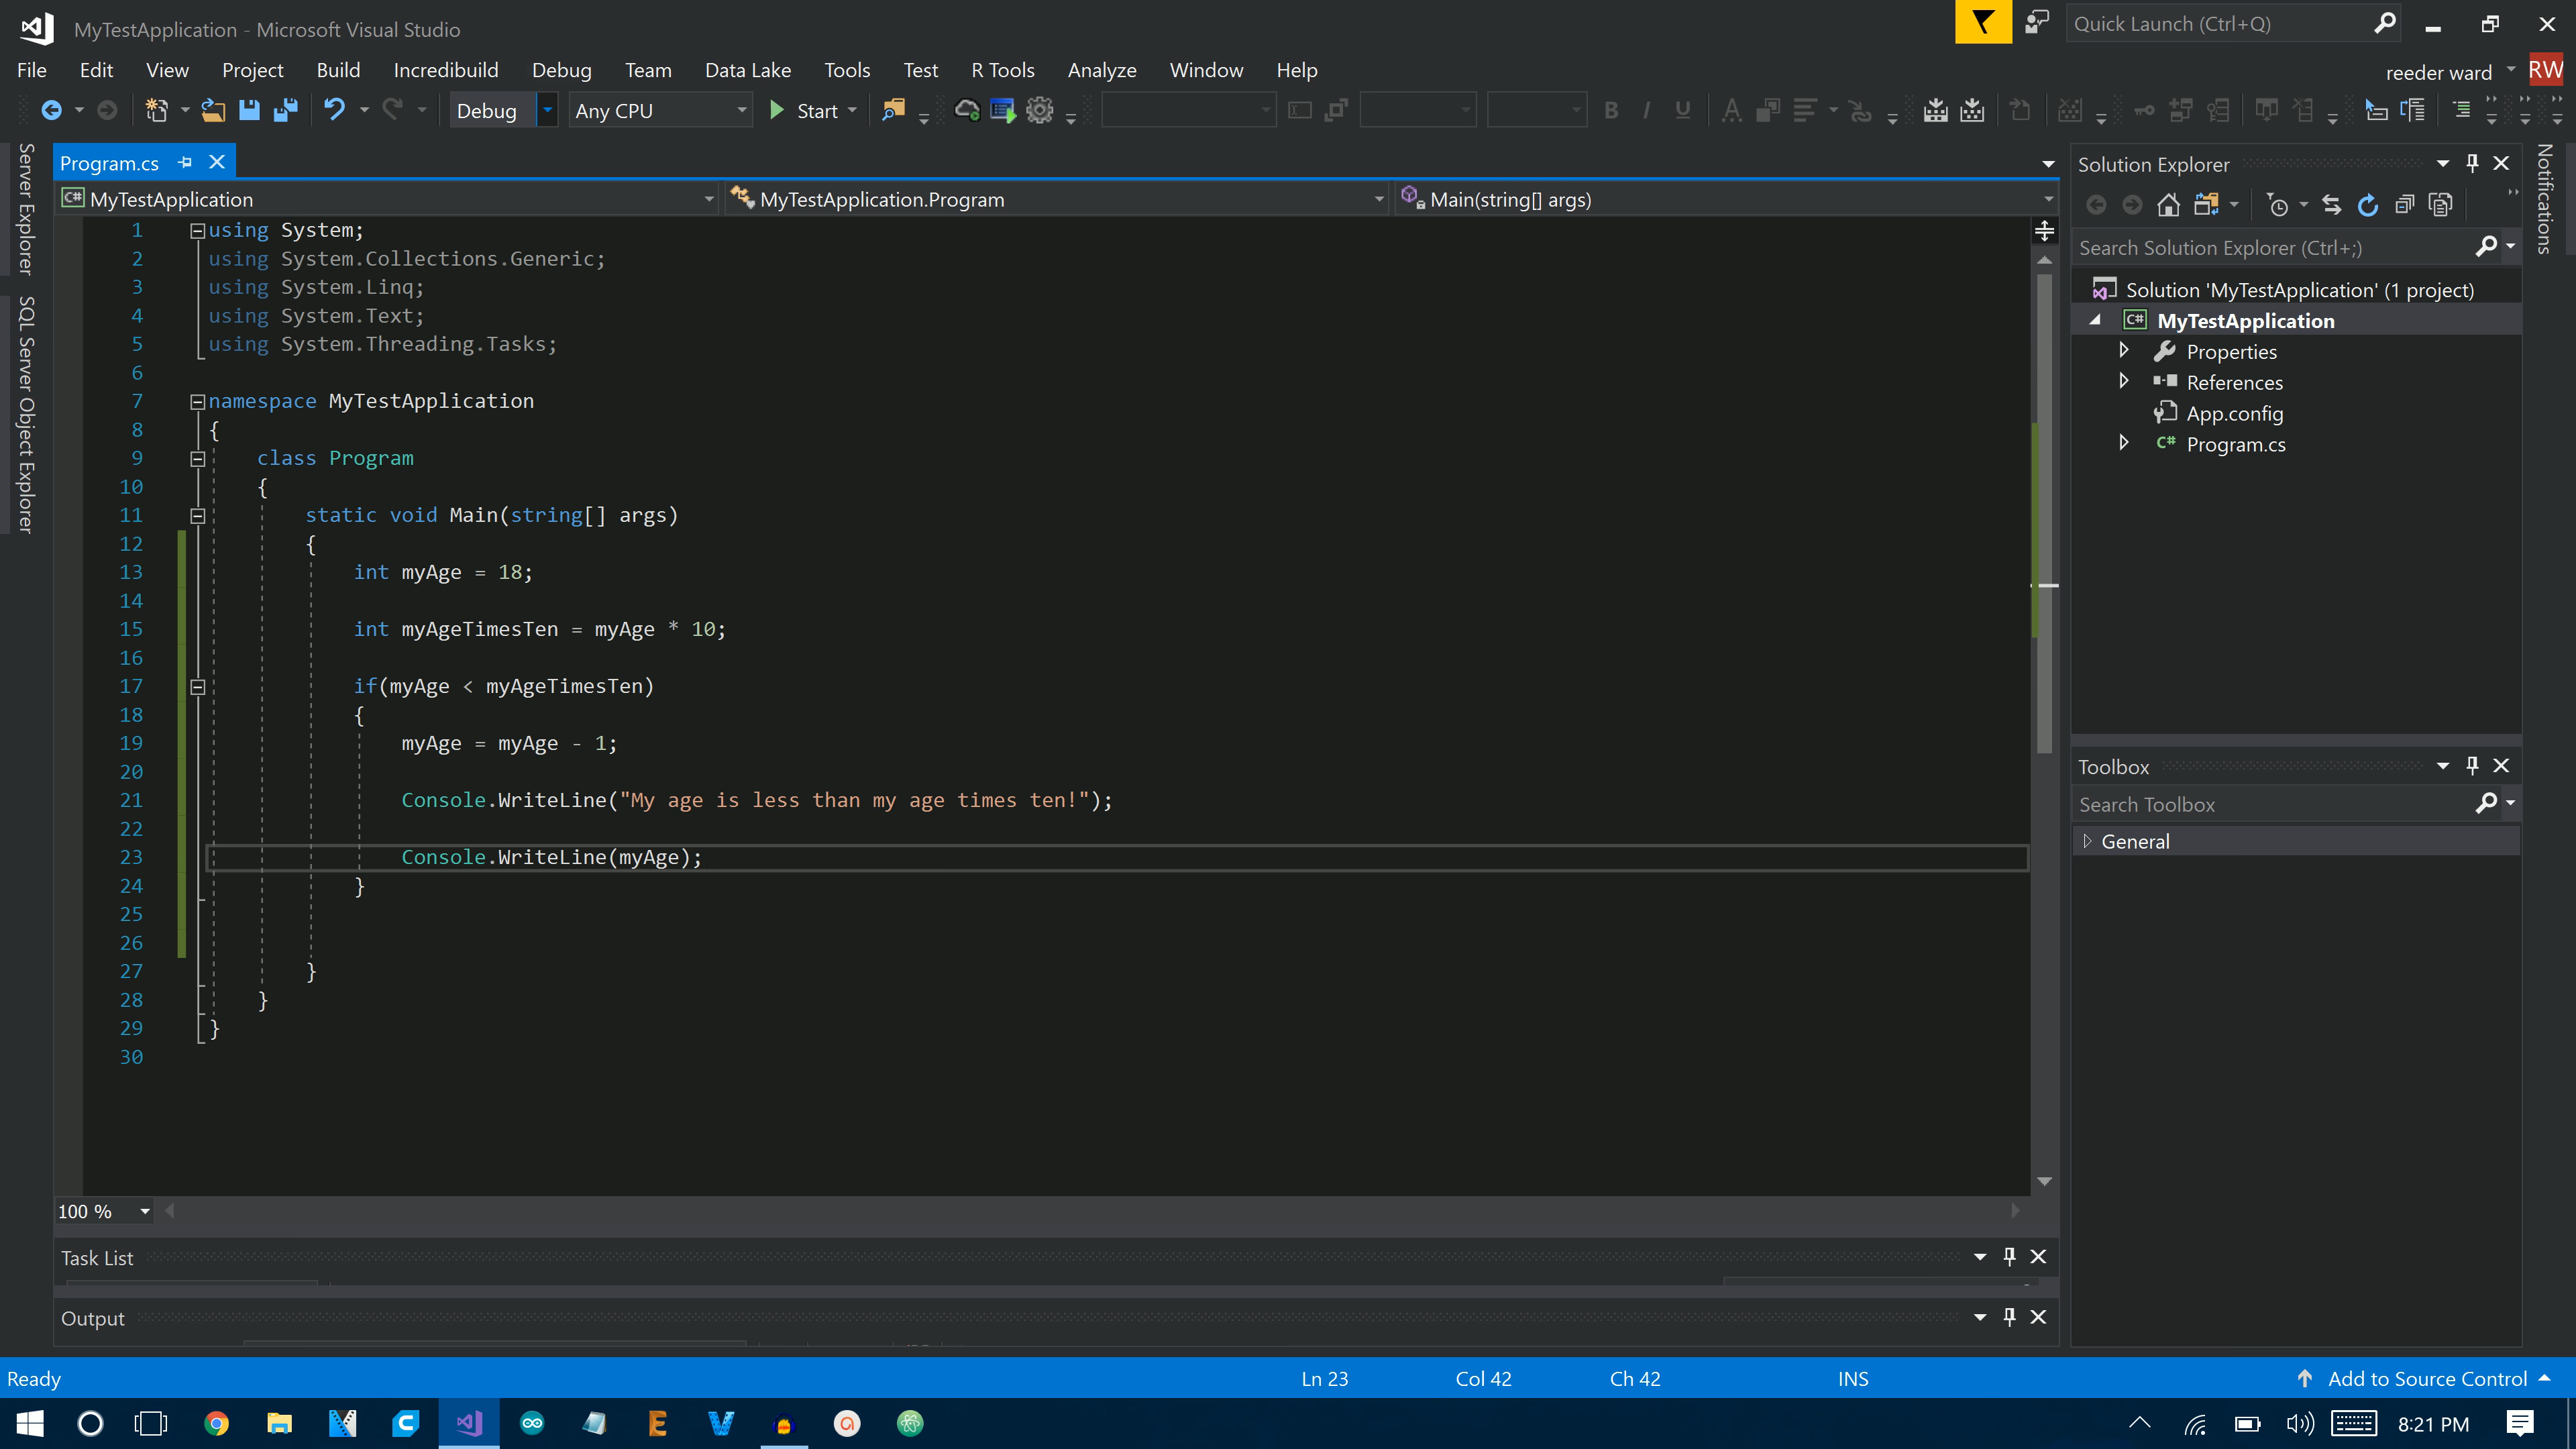 MyTestApplication - Microsoft Visual Studio
Quick Launch (Ctrl+Q)
File Edit View Project Build Incredibuild Debug Team Data Lake Tools Test R Tools Analyze Window Help
reeder ward RW
Debug Any CPU Start
Server Explorer
SQL Server Object Explorer
Program.cs
MyTestApplication MyTestApplication.Program Main(string[] args)
1 using System;
2 using System.Collections.Generic;
3 using System.Linq;
4 using System.Text;
5 using System.Threading.Tasks;
6
7 namespace MyTestApplication
8 {
9 class Program
10 {
11 static void Main(string[] args)
12 {
13 int myAge = 18;
14
15 int myAgeTimesTen = myAge * 10;
16
17 if(myAge < myAgeTimesTen)
18 {
19 myAge = myAge - 1;
20
21 Console.WriteLine("My age is less than my age times ten!");
22
23 Console.WriteLine(myAge);
24 }
25
26
27 }
28 }
29 }
30
100 %
Task List
Output
Solution Explorer
Search Solution Explorer (Ctrl+;)
Solution 'MyTestApplication' (1 project)
C# MyTestApplication
Properties
References
App.config
C# Program.cs
Toolbox
Search Toolbox
General
Notifications
Ready Ln 23 Col 42 Ch 42 INS Add to Source Control
8:21 PM